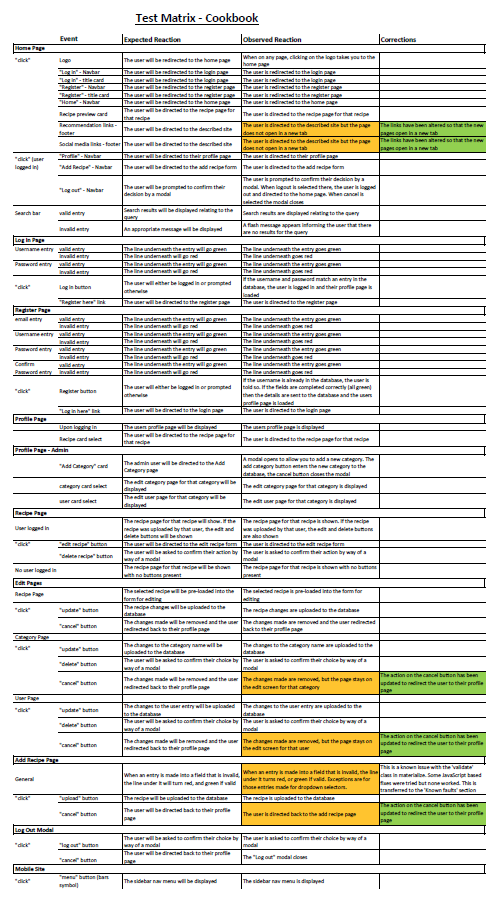 Test Matrix - Cookbook
Event Expected Reaction Observed Reaction Corrections
Home Page
"click" Logo The user will be redirected to the home page When on any page, clicking on the logo takes you to the home page
"Log in" - Navbar The user will be redirected to the login page The user is redirected to the login page
"Log in" - title card The user will be redirected to the login page The user is redirected to the login page
"Register" - Navbar The user will be redirected to the register page The user is redirected to the register page
"Register" - title card The user will be redirected to the register page The user is redirected to the register page
"Home" - Navbar The user will be redirected to the home page The user is redirected to the home page
Recipe preview card The user will be directed to the recipe page for that recipe The user is directed to the recipe page for that recipe
Recommendation links - footer The user will be directed to the described site The user is directed to the described site but the page does not open in a new tab The links have been altered so that the new pages open in a new tab
Social media links - footer The user will be directed to the described site The user is directed to the described site but the page does not open in a new tab The links have been altered so that the new pages open in a new tab
"click" (user logged in) "Profile" - Navbar The user will be directed to their profile page The user is directed to their profile page
"Add Recipe" - Navbar The user will be directed to the add recipe form The user is directed to the add recipe form
"Log out" - Navbar The user will be prompted to confirm their decision by a modal The user is prompted to confirm their decision by a modal. When logout is selected there, the user is logged out and directed to the home page. When cancel is selected the modal closes
Search bar valid entry Search results will be displayed relating to the query Search results are displayed relating to the query
invalid entry An appropriate message will be displayed A flash message appears informing the user that there are no results for the query
Log In Page
Username entry valid entry The line underneath the entry will go green The line underneath the entry goes green
invalid entry The line underneath will go red The line underneath goes red
Password entry valid entry The line underneath the entry will go green The line underneath the entry goes green
invalid entry The line underneath will go red The line underneath goes red
"click" Log in button The user will either be logged in or prompted otherwise If the username and password match an entry in the database, the user is logged in and their profile page is loaded
"Register here" link The user will be directed to the register page The user is directed to the register page
Register Page
email entry valid entry The line underneath the entry will go green The line underneath the entry goes green
invalid entry The line underneath will go red The line underneath goes red
Username entry valid entry The line underneath the entry will go green The line underneath the entry goes green
invalid entry The line underneath will go red The line underneath goes red
Password entry valid entry The line underneath the entry will go green The line underneath the entry goes green
invalid entry The line underneath will go red The line underneath goes red
Confirm valid entry The line underneath the entry will go green The line underneath the entry goes green
Password entry invalid entry The line underneath will go red The line underneath goes red
"click" Register button The user will either be logged in or prompted otherwise If the username is already in the database, the user is told so. If the fields are completed correctly (all green) then the details are sent to the database and the users profile page is loaded
"Log in here" link The user will be directed to the login page The user is directed to the login page
Profile Page
Upon logging in The users profile page will be displayed The users profile page is displayed
Recipe card select The user will be directed to the recipe page for that recipe The user is directed to the recipe page for that recipe
Profile Page - Admin
"Add Category" card The admin user will be directed to the Add Category page A modal opens to allow you to add a new category. The add category button enters the new category to the database, the cancel button closes the modal
category card select The edit category page for that category will be displayed The edit category page for that category is displayed
user card select The edit user page for that category will be displayed The edit user page for that category is displayed
Recipe Page
User logged in The recipe page for that recipe will show. If the recipe was uploaded by that user, the edit and delete buttons will be shown The recipe page for that recipe is shown. If the recipe was uploaded by that user, the edit and delete buttons are also shown
"click" "edit recipe" button The user will be directed to the edit recipe form The user is directed to the edit recipe form
"delete recipe" button The user will be asked to confirm their action by way of a modal The user is asked to confirm their action by way of a modal
No user logged in The recipe page for that recipe will be shown with no buttons present The recipe page for that recipe is shown with no buttons present
Edit Pages
Recipe Page The selected recipe will be pre-loaded into the form for editing The selected recipe is pre-loaded into the form for editing
"click" "update" button The recipe changes will be uploaded to the database The recipe changes are uploaded to the database
"cancel" button The changes made will be removed and the user redirected back to their profile page The changes made are removed and the user redirected back to their profile page
Category Page
"click" "update" button The changes to the category name will be uploaded to the database The changes to the category name are uploaded to the database
"delete" button The user will be asked to confirm their choice by way of a modal The user is asked to confirm their choice by way of a modal
"cancel" button The changes made will be removed and the user redirected back to their profile page The changes made are removed, but the page stays on the edit screen for that category The action on the cancel button has been updated to redirect the user to their profile page
User Page
"click" "update" button The changes to the user entry will be uploaded to the database The changes to the user entry are uploaded to the database
"delete" button The user will be asked to confirm their choice by way of a modal The user is asked to confirm their choice by way of a modal
"cancel" button The changes made will be removed and the user redirected back to their profile page The changes made are removed, but the page stays on the edit screen for that user The action on the cancel button has been updated to redirect the user to their profile page
Add Recipe Page
General When an entry is made into a field that is invalid, the line under it will turn red, and green if valid When an entry is made into a field that is invalid, the line under it turns red, or green if valid. Exceptions are for those entries made for dropdown selectors. This is a known issue with the 'validate' class in materialize. Some JavaScript based fixes were tried but none worked. This is transferred to the 'Known faults' section
"click" "upload" button The recipe will be uploaded to the database The recipe is uploaded to the database
"cancel" button The user will be directed back to their profile page The user is directed back to the add recipe page The action on the cancel button has been updated to redirect the user to their profile page
Log Out Modal
"click" "log out" button The user will be asked to confirm their choice by way of a modal The user is asked to confirm their choice by way of a modal
"cancel" button The user will be directed back to their profile page The "Log out" modal closes
Mobile Site
"click" "menu" button (bars symbol) The sidebar nav menu will be displayed The sidebar nav menu is displayed